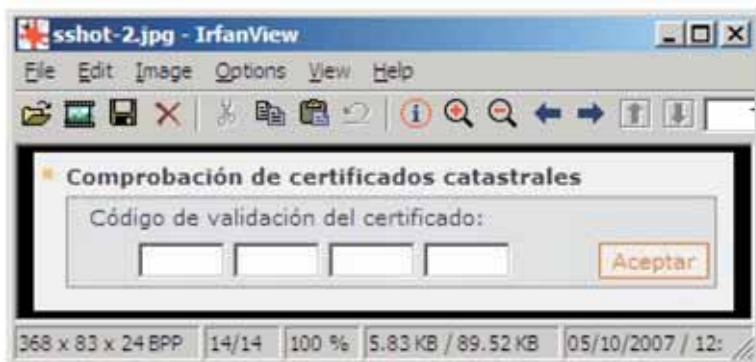 sshot-2.jpg - IrfanView
File Edit Image Options View Help
Comprobación de certificados catastrales
Código de validación del certificado:
Aceptar
368 x 83 x 24 BPP 14/14 100 % 5.83 KB / 89.52 KB 05/10/2007 / 12: